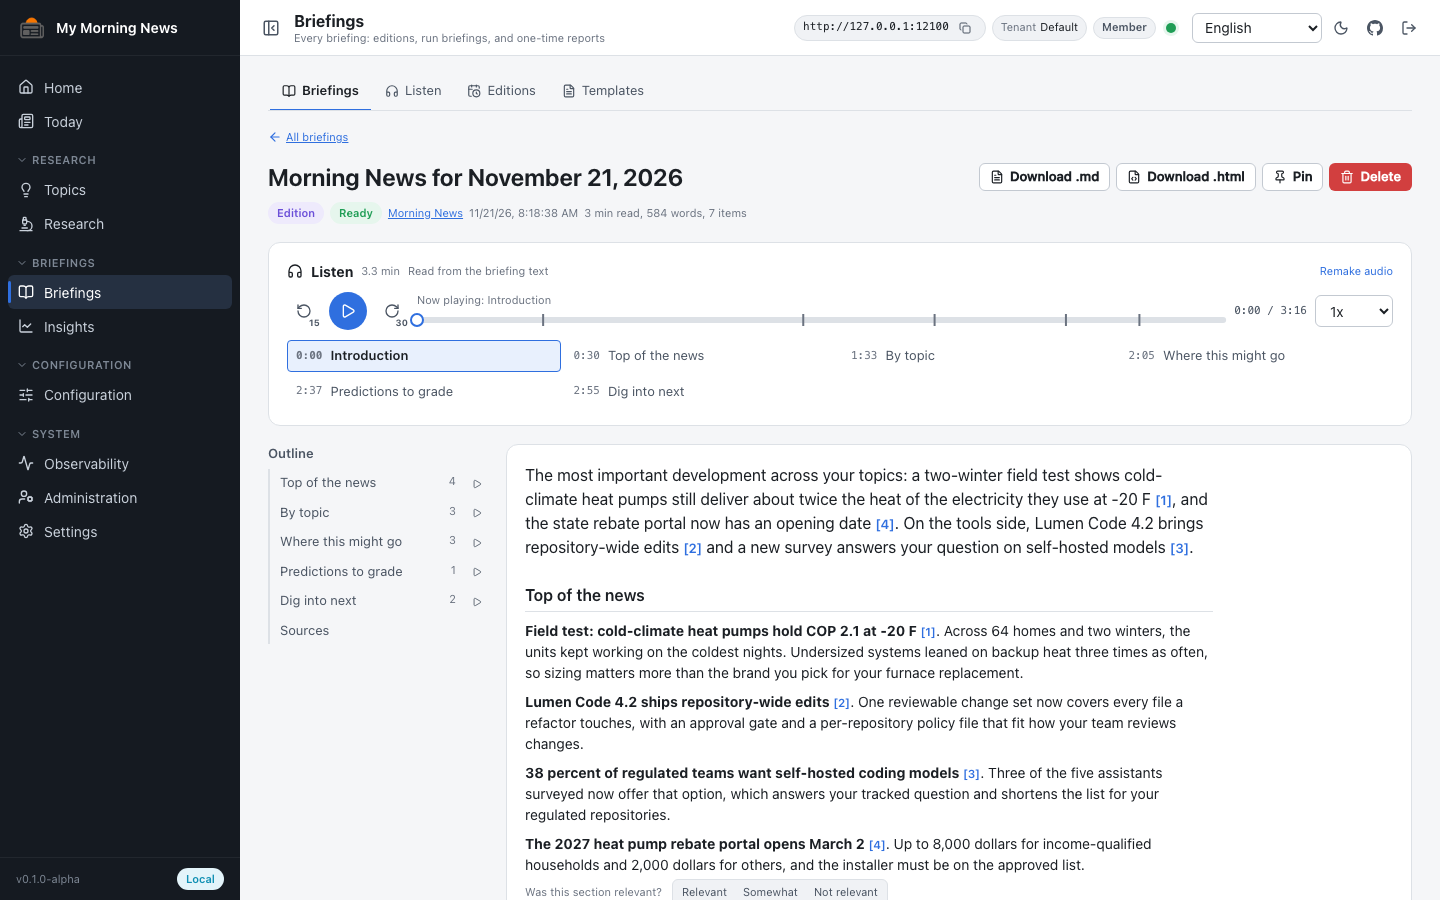 My Morning News
Home
Today
RESEARCH
Topics
Research
BRIEFINGS
Briefings
Insights
CONFIGURATION
Configuration
SYSTEM
Observability
Administration
Settings
v0.1.0-alpha
Local
Briefings
Every briefing: editions, run briefings, and one-time reports
http://127.0.0.1:12100
Tenant Default
Member
English
Briefings
Listen
Editions
Templates
All briefings
Morning News for November 21, 2026
Download .md
Download .html
Pin
Delete
Edition
Ready
Morning News
11/21/26, 8:18:38 AM
3 min read, 584 words, 7 items
Listen
3.3 min
Read from the briefing text
Remake audio
15
30
Now playing: Introduction
0:00 / 3:16
1x
0:00 Introduction
0:30 Top of the news
1:33 By topic
2:05 Where this might go
2:37 Predictions to grade
2:55 Dig into next
Outline
Top of the news 4
By topic 3
Where this might go 3
Predictions to grade 1
Dig into next 2
Sources
The most important development across your topics: a two-winter field test shows cold-
climate heat pumps still deliver about twice the heat of the electricity they use at -20 F [1], and
the state rebate portal now has an opening date [4]. On the tools side, Lumen Code 4.2 brings
repository-wide edits [2] and a new survey answers your question on self-hosted models [3].
Top of the news
Field test: cold-climate heat pumps hold COP 2.1 at -20 F [1]. Across 64 homes and two winters, the
units kept working on the coldest nights. Undersized systems leaned on backup heat three times as often,
so sizing matters more than the brand you pick for your furnace replacement.
Lumen Code 4.2 ships repository-wide edits [2]. One reviewable change set now covers every file a
refactor touches, with an approval gate and a per-repository policy file that fit how your team reviews
changes.
38 percent of regulated teams want self-hosted coding models [3]. Three of the five assistants
surveyed now offer that option, which answers your tracked question and shortens the list for your
regulated repositories.
The 2027 heat pump rebate portal opens March 2 [4]. Up to 8,000 dollars for income-qualified
households and 2,000 dollars for others, and the installer must be on the approved list.
Was this section relevant?
Relevant
Somewhat
Not relevant